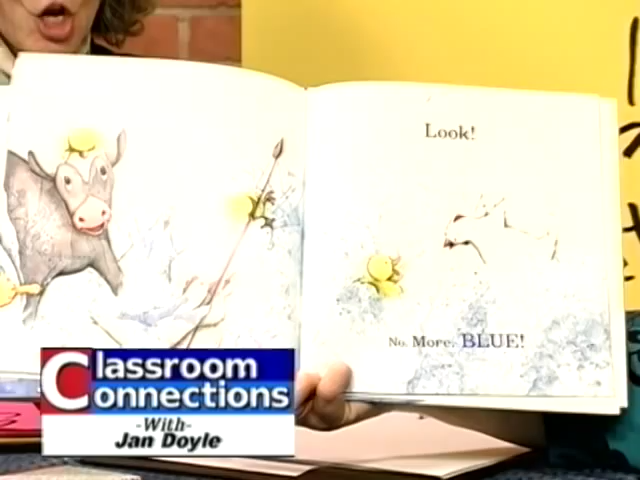 Look!
No. More. BLUE!
Classroom
Connections
-With-
Jan Doyle